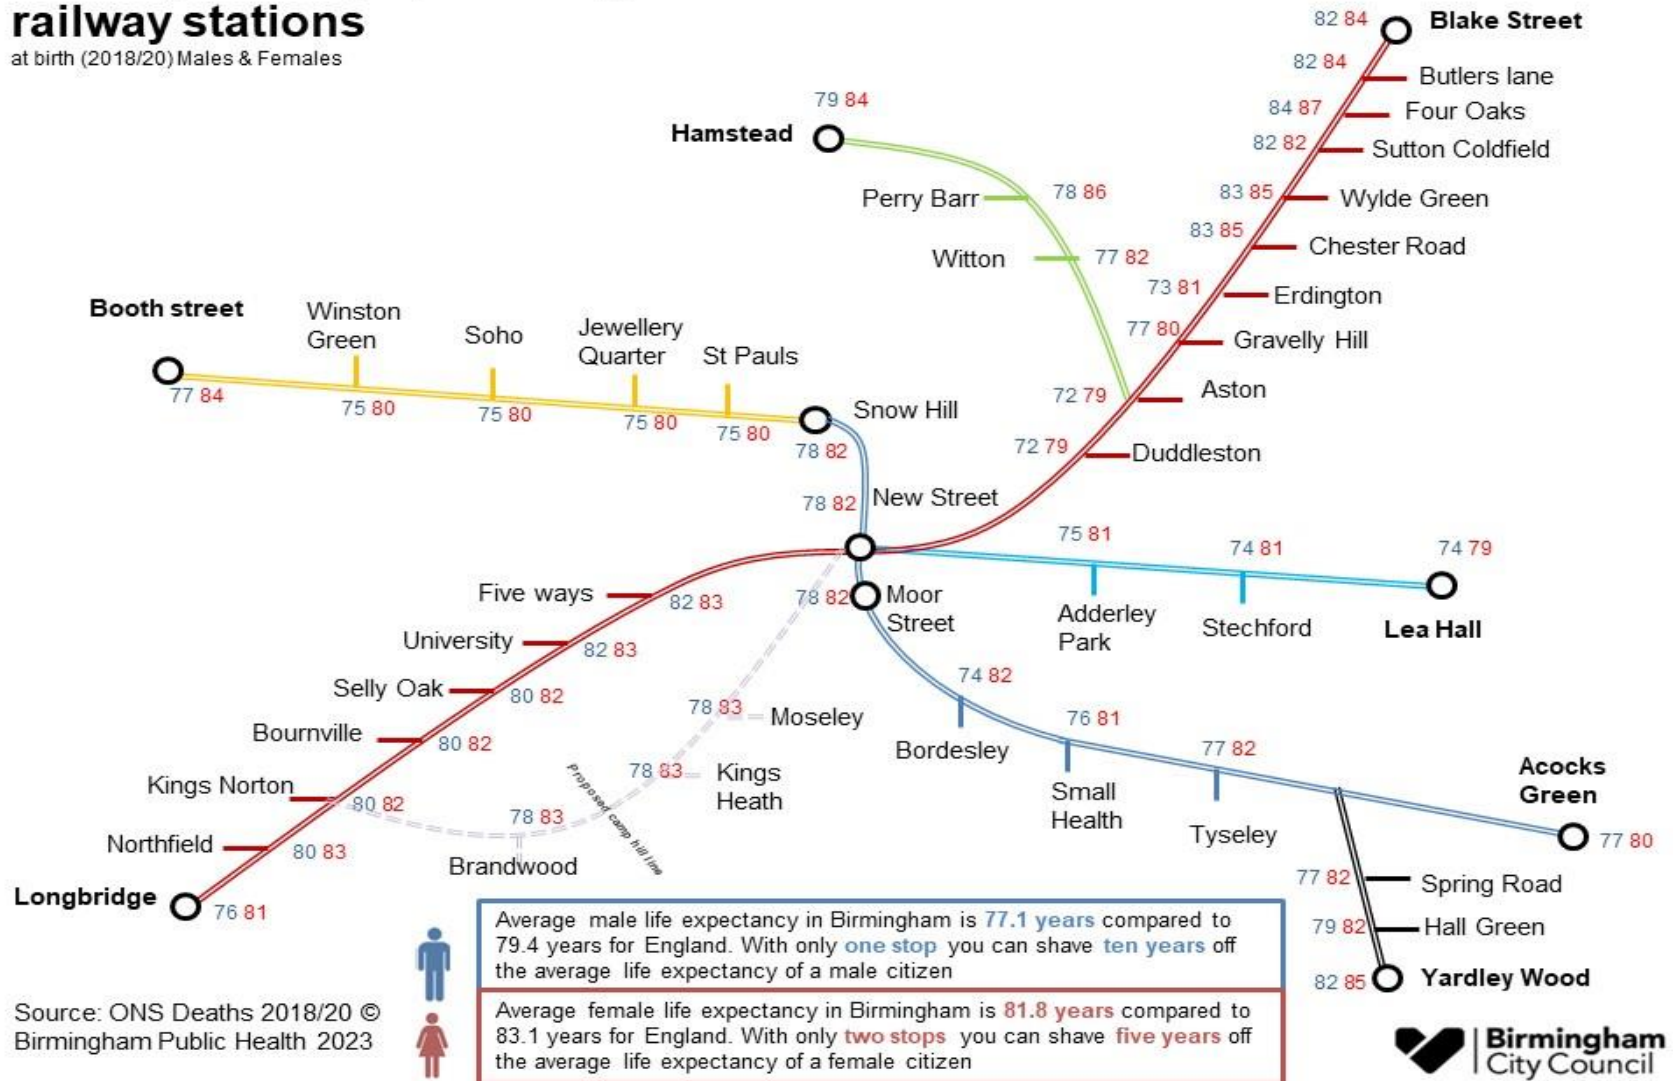 railway stations
at birth (2018/20) Males & Females
82 84
Blake Street
82 84
Butlers lane
84 87
Four Oaks
82 82
Sutton Coldfield
83 85
Wylde Green
83 85
Chester Road
73 81
Erdington
77 80
Gravelly Hill
72 79
Aston
72 79
Duddleston
79 84
Hamstead
Perry Barr
78 86
Witton
77 82
Booth street
77 84
Winston
Green
75 80
Soho
75 80
Jewellery
Quarter
75 80
St Pauls
75 80
Snow Hill
78 82
New Street
78 82
Moor
Street
78 82
75 81
Adderley
Park
74 81
Stechford
74 79
Lea Hall
Five ways
82 83
University
82 83
Selly Oak
80 82
Bournville
80 82
Kings Norton
80 82
Northfield
80 83
Longbridge
76 81
78 83
Moseley
78 83
Kings
Heath
78 83
Brandwood
proposed camp hill line
74 82
Bordesley
76 81
Small
Health
77 82
Tyseley
Acocks
Green
77 80
77 82
Spring Road
79 82
Hall Green
82 85
Yardley Wood
Average male life expectancy in Birmingham is 77.1 years compared to
79.4 years for England. With only one stop you can shave ten years off
the average life expectancy of a male citizen
Average female life expectancy in Birmingham is 81.8 years compared to
83.1 years for England. With only two stops you can shave five years off
the average life expectancy of a female citizen
Source: ONS Deaths 2018/20 ©
Birmingham Public Health 2023
Birmingham
City Council